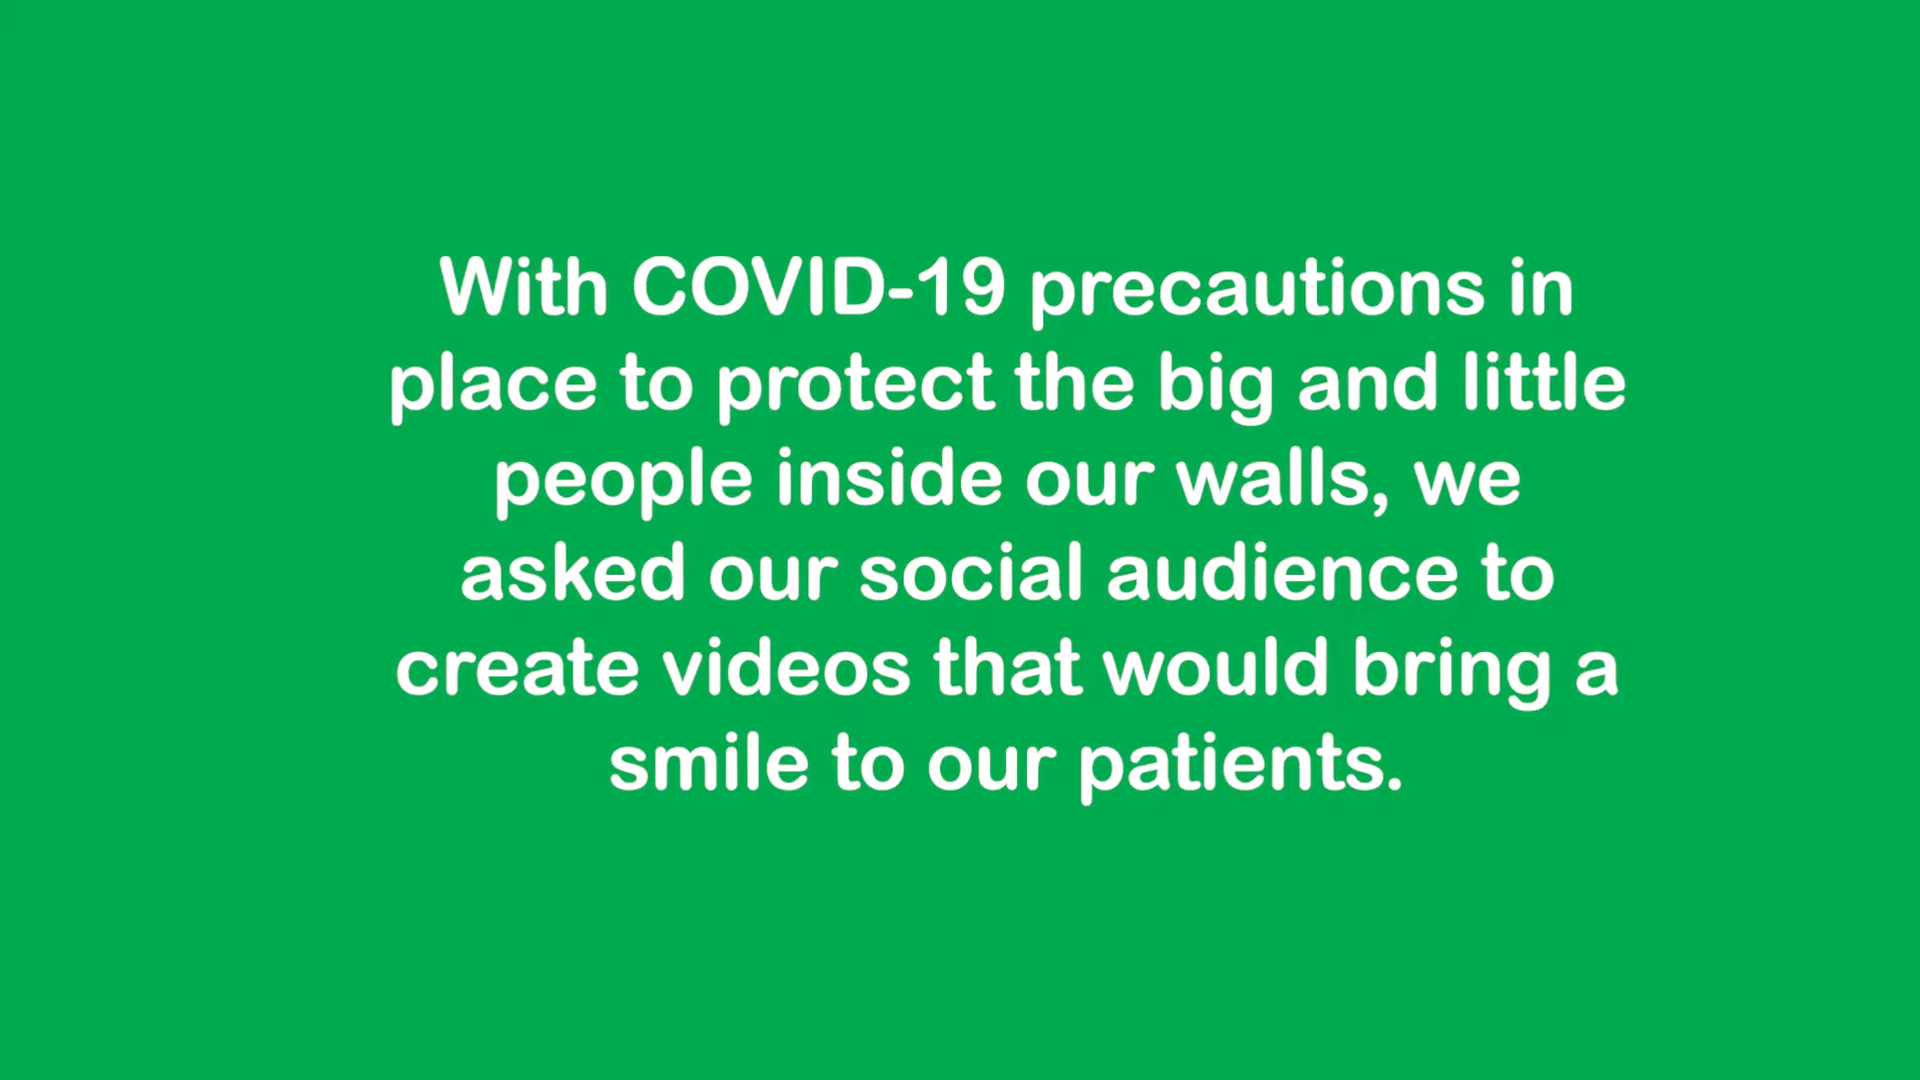 With COVID-19 precautions in
place to protect the big and little
people inside our walls, we
asked our social audience to
create videos that would bring a
smile to our patients.